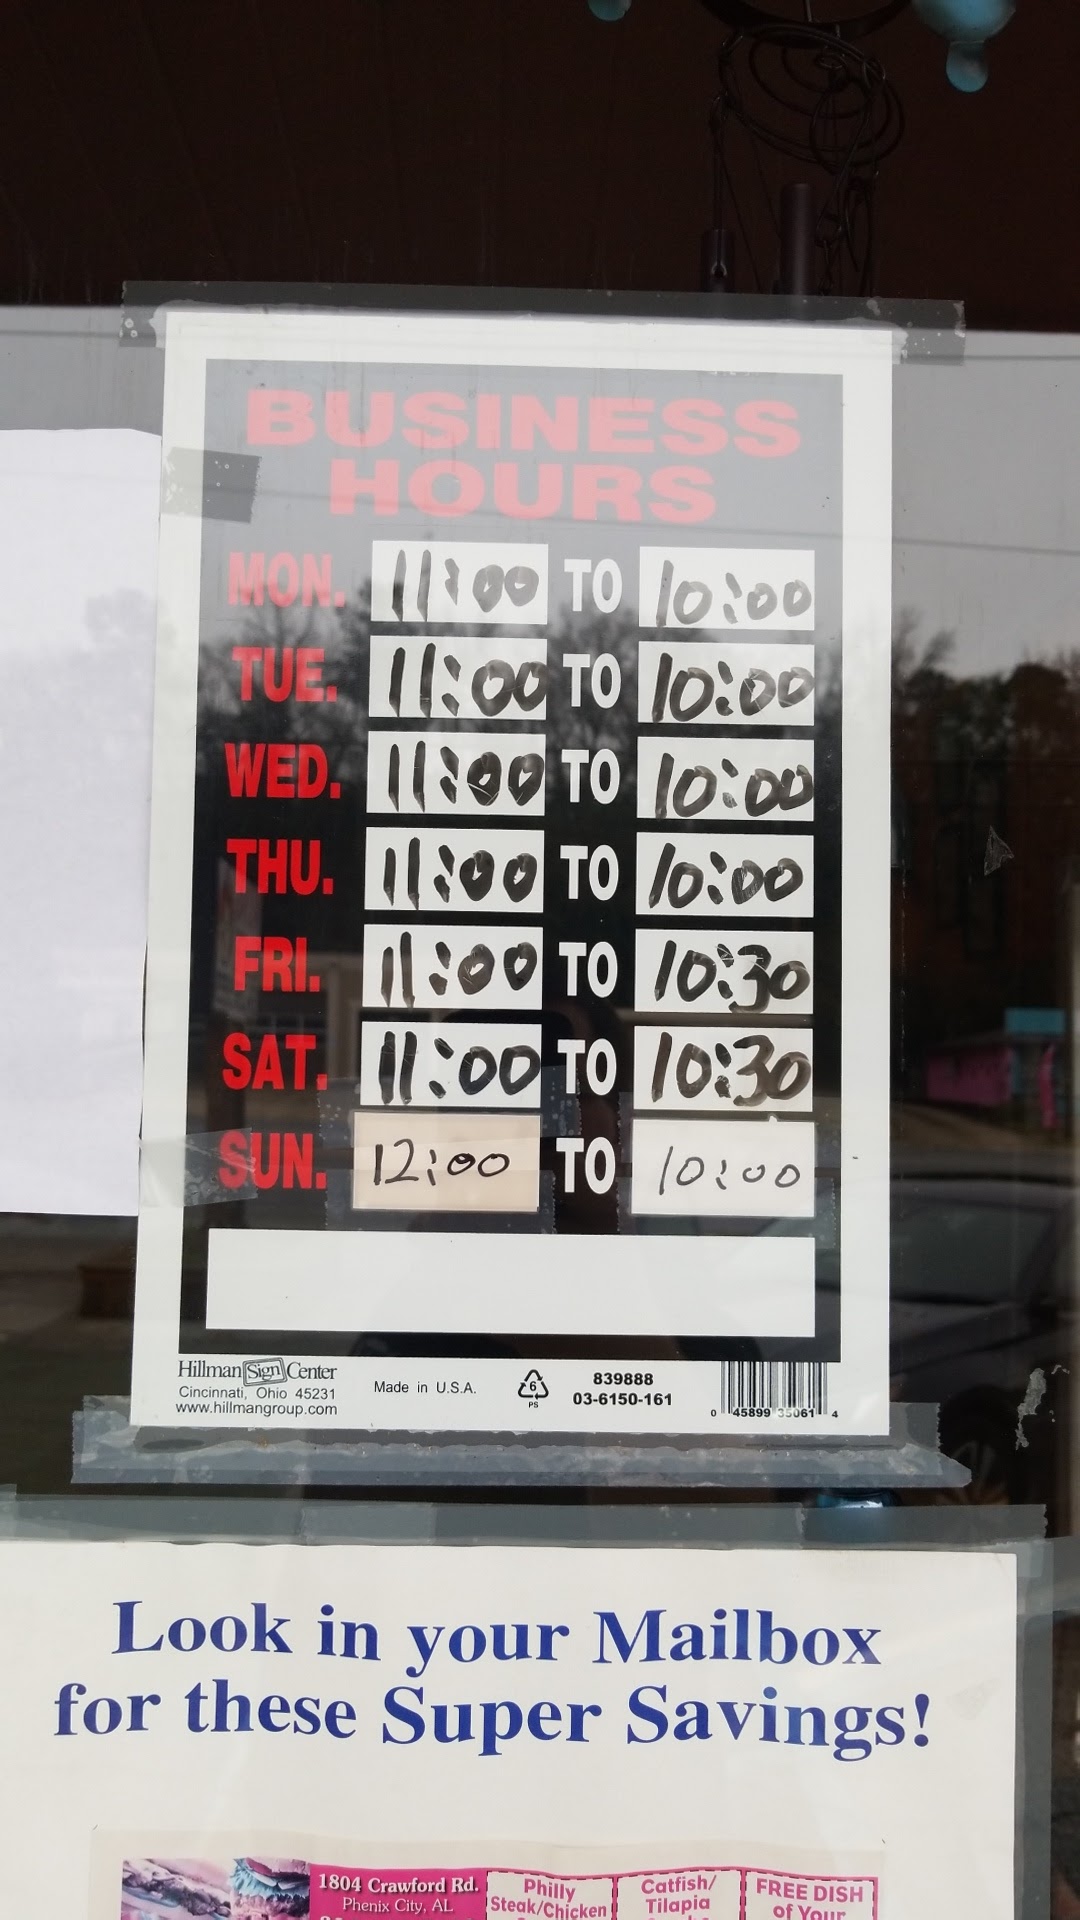 BUSINESS
HOURS
MON. 11:00 TO 10:00
TUE. 11:00 TO 10:00
WED. 11:00 TO 10:00
THU. 11:00 TO 10:00
FRI. 11:00 TO 10:30
SAT. 11:00 TO 10:30
SUN. 12:00 TO 10:00
Hillman Sign Center
Cincinnati, Ohio 45231
www.hillmangroup.com
Made in U.S.A.
6
PS
839888
03-6150-161
0 45899 35061 4
Look in your Mailbox
for these Super Savings!
1804 Crawford Rd.
Phenix City, AL
Philly
Steak/Chicken
Catfish/
Tilapia
FREE DISH
of Your